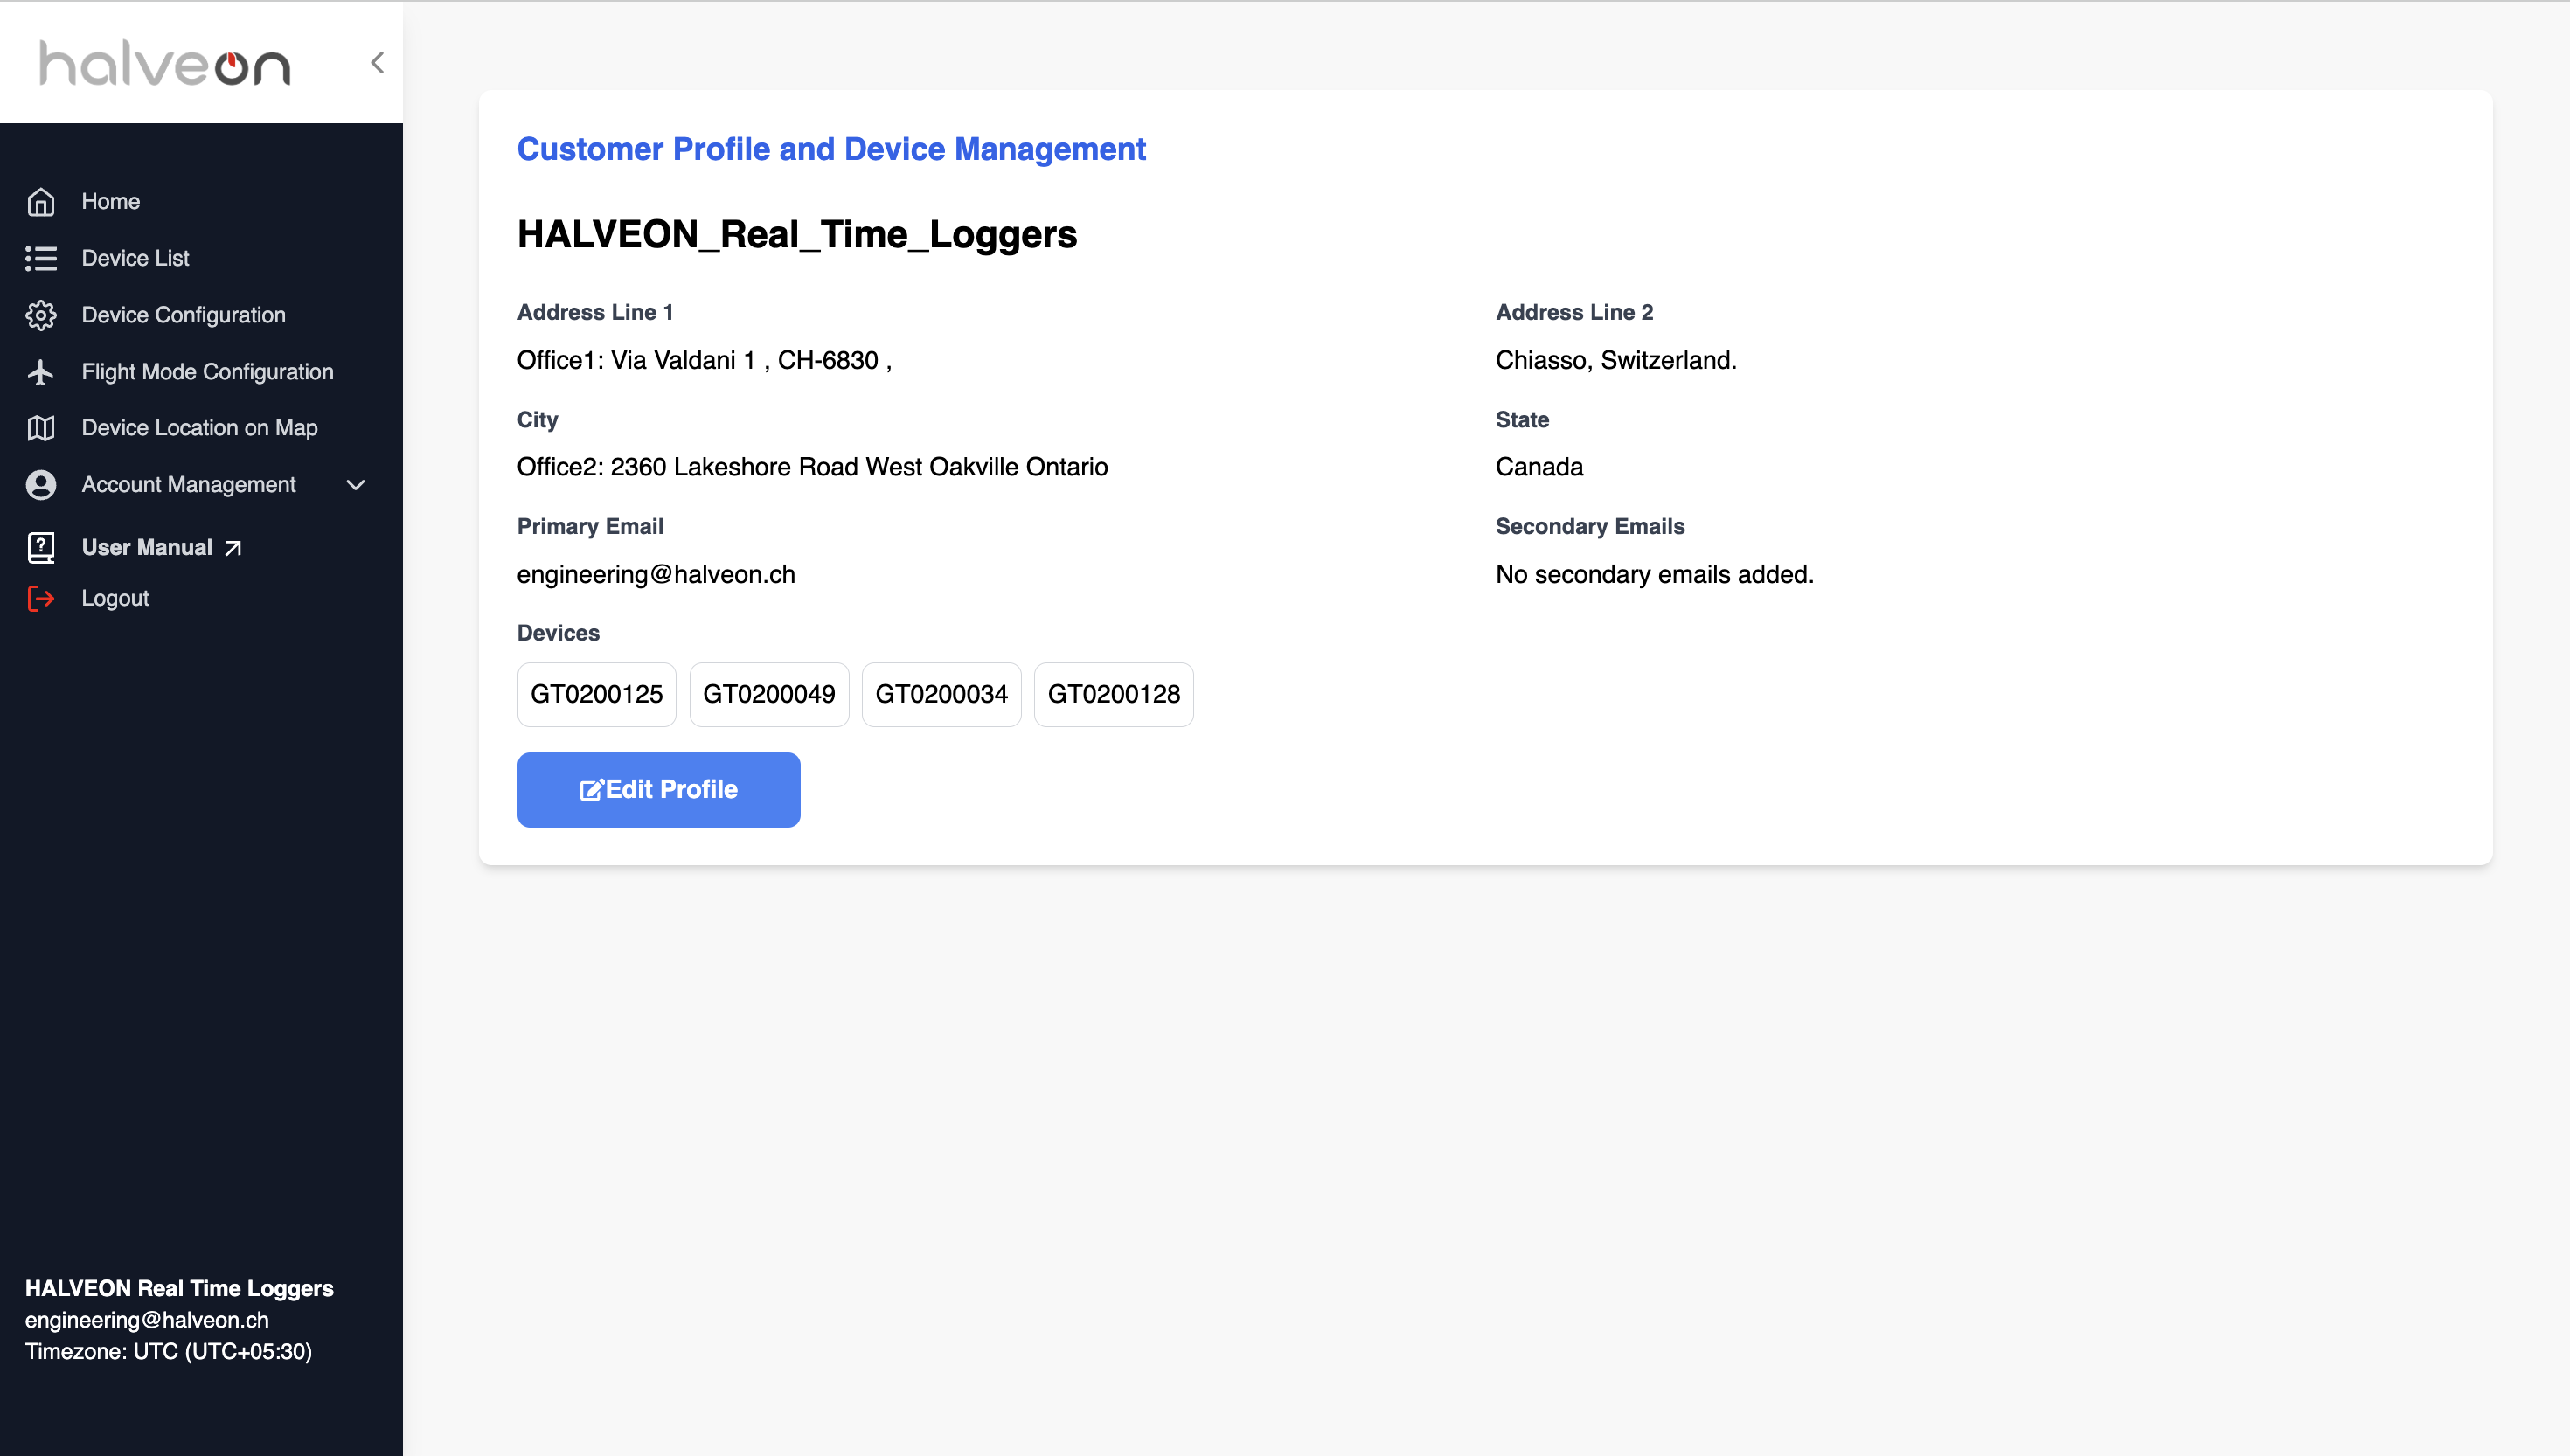 halveon
Home
Device List
Device Configuration
Flight Mode Configuration
Device Location on Map
Account Management
User Manual
Logout
HALVEON Real Time Loggers
engineering@halveon.ch
Timezone: UTC (UTC+05:30)
Customer Profile and Device Management
HALVEON_Real_Time_Loggers
Address Line 1
Office1: Via Valdani 1 , CH-6830 ,
Address Line 2
Chiasso, Switzerland.
City
Office2: 2360 Lakeshore Road West Oakville Ontario
State
Canada
Primary Email
engineering@halveon.ch
Secondary Emails
No secondary emails added.
Devices
GT0200125 GT0200049 GT0200034 GT0200128
Edit Profile